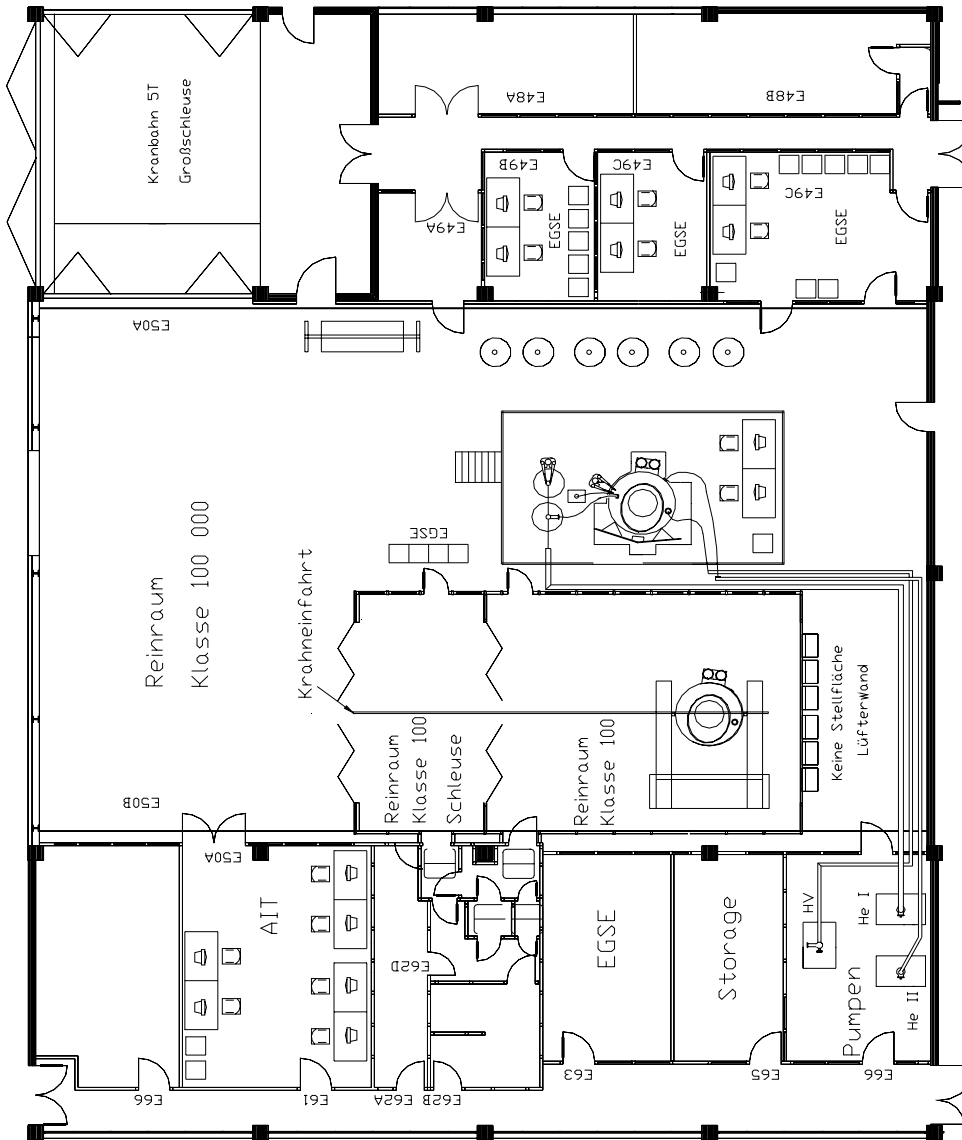 Kranbahn 5T
Großschleuse
E48A
E48B
E49A
E49B
EGSE
E49C
EGSE
E49C
EGSE
E50A
Reinraum
Klasse 100 000
EGSE
Krahneinfahrt
Reinraum
Klasse 100
Schleuse
Reinraum
Klasse 100
Keine Stellfläche
Lüfterwand
E50B
E50A
AIT
E62D
EGSE
Storage
HV
He I
Pumpen
He II
E66
E61
E62A
E62B
E63
E65
E66